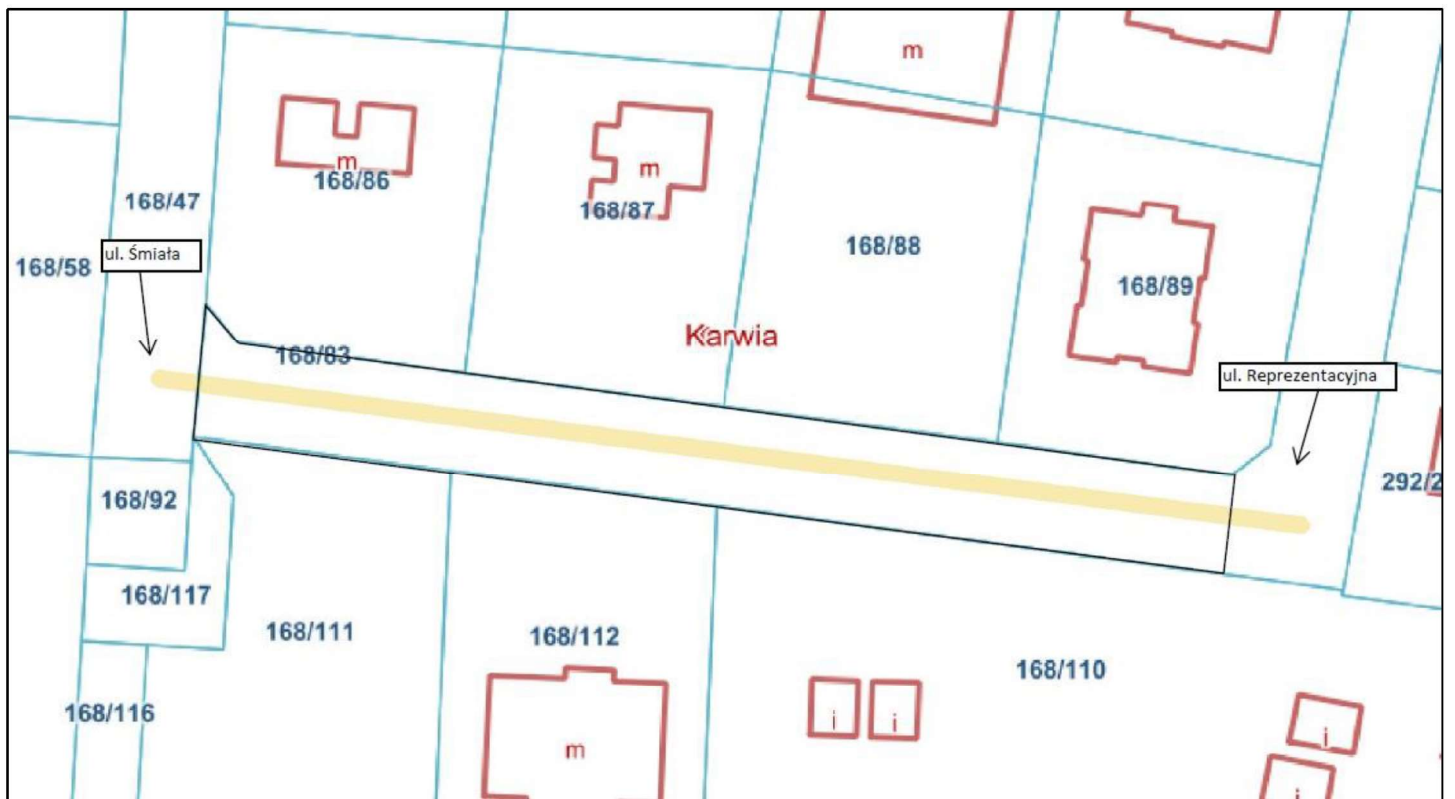 m
m
168/86
m
168/87
168/47
ul. Śmiała
168/58
168/88
168/89
Karwia
168/83
ul. Reprezentacyjna
292/2
168/92
168/117
168/111
168/112
168/110
168/116
i
i
i
m
i